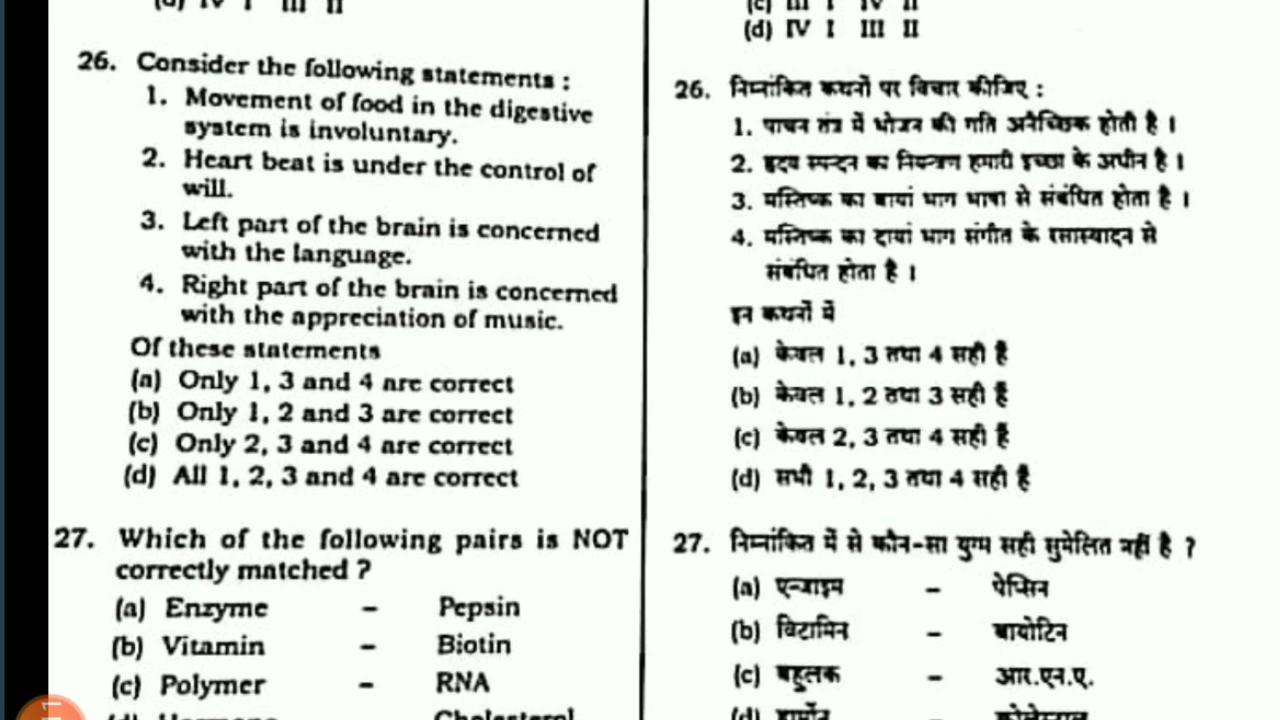 IV I III II
26. Consider the following statements :
1. Movement of food in the digestive
system is involuntary.
2. Heart beat is under the control of
will.
3. Left part of the brain is concerned
with the language.
4. Right part of the brain is concerned
with the appreciation of music.
Of these statements
(a) Only 1, 3 and 4 are correct
(b) Only 1, 2 and 3 are correct
(c) Only 2, 3 and 4 are correct
(d) All 1, 2, 3 and 4 are correct
27. Which of the following pairs is NOT
correctly matched ?
(a) Enzyme – Pepsin
(b) Vitamin – Biotin
(c) Polymer – RNA
(d) Hormone Cholesterol
(c) III I IV II
(d) IV I III II
26. निम्नांकित कथनों पर विचार कीजिए :
1. पाचन तंत्र में भोजन की गति अनैच्छिक होती है ।
2. हृदय स्पन्दन का नियन्त्रण हमारी इच्छा के अधीन है ।
3. मस्तिष्क का बायां भाग भाषा से संबंधित होता है ।
4. मस्तिष्क का दायां भाग संगीत के रसास्वादन से
संबंधित होता है ।
इन कथनों में
(a) केवल 1, 3 तथा 4 सही हैं
(b) केवल 1, 2 तथा 3 सही हैं
(c) केवल 2, 3 तथा 4 सही हैं
(d) सभी 1, 2, 3 तथा 4 सही हैं
27. निम्नांकित में से कौन-सा युग्म सही सुमेलित नहीं है ?
(a) एन्जाइम – पेप्सिन
(b) विटामिन – बायोटिन
(c) बहुलक – आर.एन.ए.
(d) हार्मोन कोलेस्ट्राल